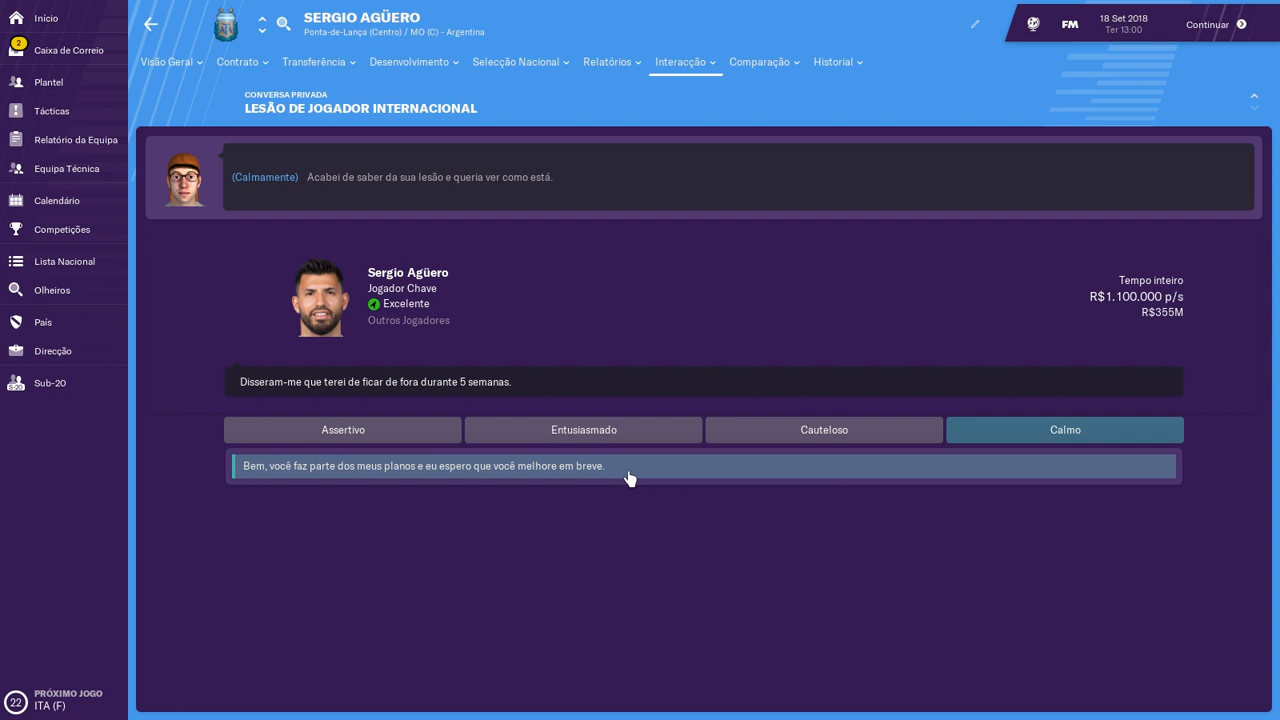 Início
SERGIO AGÜERO
Ponta-de-Lança (Centro) / MO (C) - Argentina
FM
18 Set 2018
Ter 13:00
Continuar
2
Caixa de Correio
Visão Geral
Contrato
Transferência
Desenvolvimento
Selecção Nacional
Relatórios
Interacção
Comparação
Historial
Plantel
CONVERSA PRIVADA
LESÃO DE JOGADOR INTERNACIONAL
Tácticas
Relatório da Equipa
Equipa Técnica
(Calmamente) Acabei de saber da sua lesão e queria ver como está.
Calendário
Competições
Lista Nacional
Olheiros
País
Direcção
Sub-20
Sergio Agüero
Jogador Chave
Excelente
Outros Jogadores
Tempo inteiro
R$1.100.000 p/s
R$355M
Disseram-me que terei de ficar de fora durante 5 semanas.
Assertivo
Entusiasmado
Cauteloso
Calmo
Bem, você faz parte dos meus planos e eu espero que você melhore em breve.
22
PRÓXIMO JOGO
ITA (F)